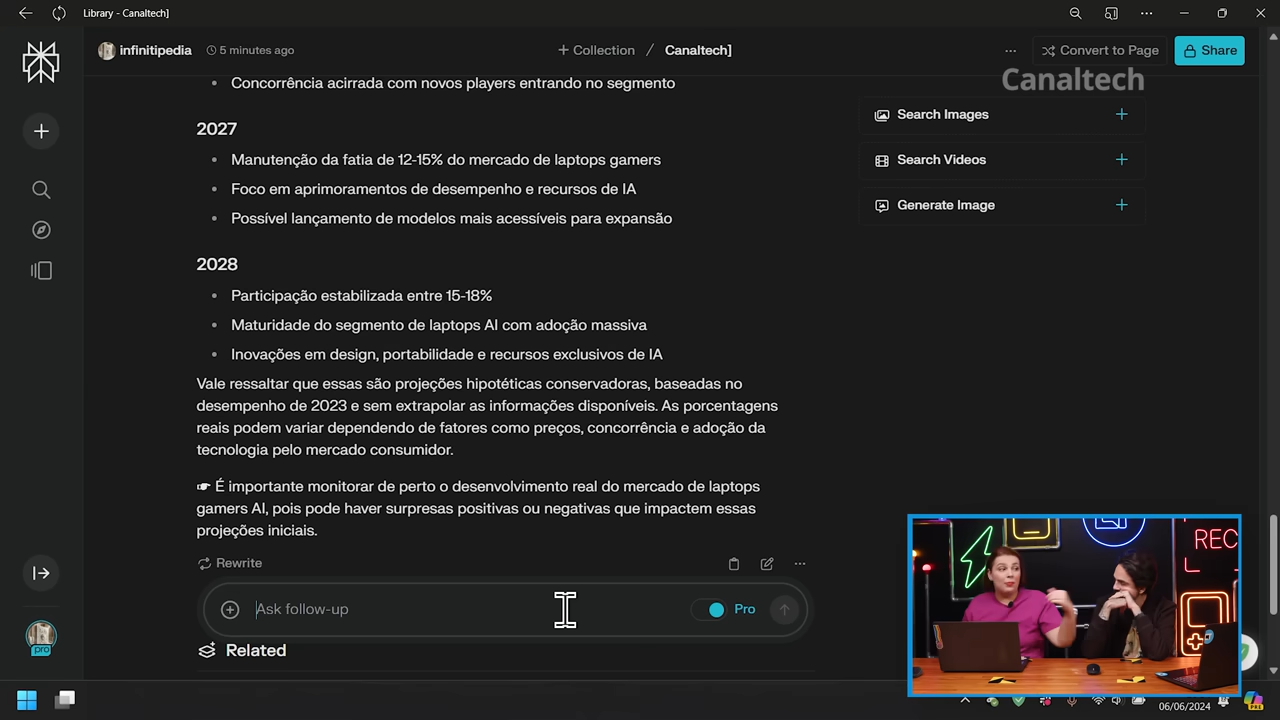 Library - Canaltech]
infinitipedia
5 minutes ago
Collection / Canaltech]
Convert to Page
Share
Canaltech
Concorrência acirrada com novos players entrando no segmento
Search Images
2027
Manutenção da fatia de 12-15% do mercado de laptops gamers
Search Videos
Foco em aprimoramentos de desempenho e recursos de IA
Generate Image
Possível lançamento de modelos mais acessíveis para expansão
2028
Participação estabilizada entre 15-18%
Maturidade do segmento de laptops AI com adoção massiva
Inovações em design, portabilidade e recursos exclusivos de IA
Vale ressaltar que essas são projeções hipotéticas conservadoras, baseadas no
desempenho de 2023 e sem extrapolar as informações disponíveis. As porcentagens
reais podem variar dependendo de fatores como preços, concorrência e adoção da
tecnologia pelo mercado consumidor.
É importante monitorar de perto o desenvolvimento real do mercado de laptops
gamers AI, pois pode haver surpresas positivas ou negativas que impactem essas
projeções iniciais.
REC
Rewrite
Ask follow-up
Pro
pro
Related
06/06/2024
PRE